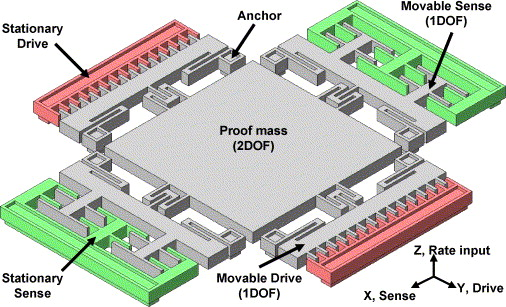 Stationary
Drive
Anchor
Movable Sense
(1DOF)
Proof mass
(2DOF)
Stationary
Sense
Movable Drive
(1DOF)
Z, Rate input
X, Sense
Y, Drive